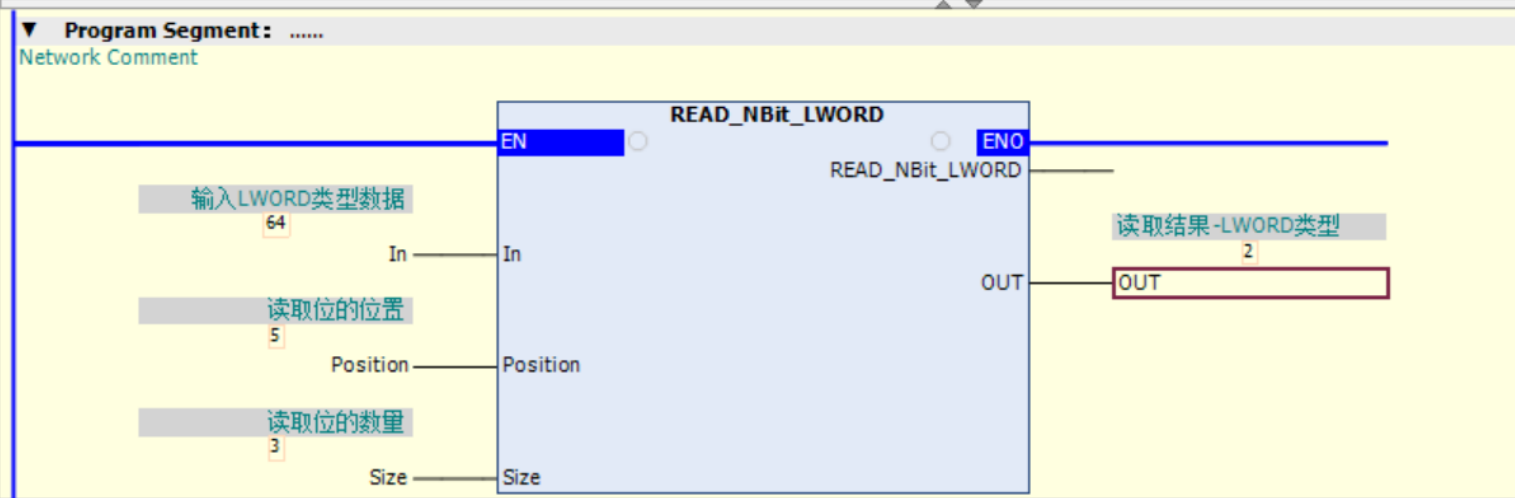 ▼ Program Segment: ......
Network Comment
READ_NBit_LWORD
EN ENO
READ_NBit_LWORD
输入LWORD类型数据
64
In In
读取结果-LWORD类型
2
OUT OUT
读取位的位置
5
Position Position
读取位的数量
3
Size Size